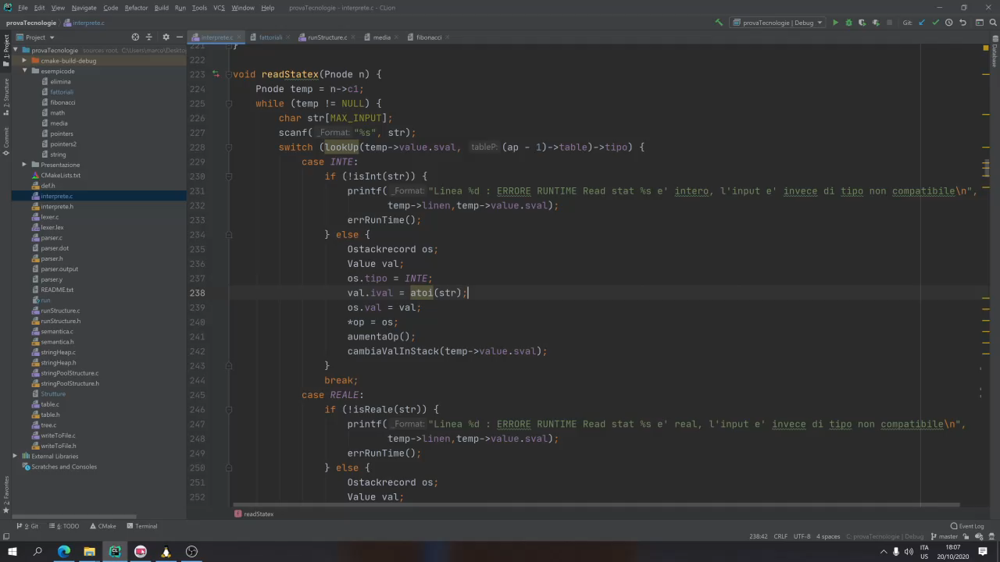 File Edit View Navigate Code Refactor Build Run Tools VCS Window Help provaTecnologie - interprete.c - CLion
provaTecnologie interprete.c provaTecnologie | Debug Git:
Project interprete.c fattoriali runStructure.c media fibonacci
1: Project
7: Structure
Commit
2: Favorites
Database
provaTecnologie sources root, C:\Users\marco\Deskto
cmake-build-debug
esempicode
elimina
fattoriali
fibonacci
math
media
pointers
pointers2
string
Presentazione
CMakeLists.txt
def.h
interprete.c
interprete.h
lexer.c
lexer.lex
parser.c
parser.dot
parser.h
parser.output
parser.y
README.txt
run
runStructure.c
runStructure.h
semantica.c
semantica.h
stringHeap.c
stringHeap.h
stringPoolStructure.c
stringPoolStructure.h
Strutture
table.c
table.h
tree.c
writeToFile.c
writeToFile.h
External Libraries
Scratches and Consoles
221 }
222
223 void readStatex(Pnode n) {
224 Pnode temp = n->c1;
225 while (temp != NULL) {
226 char str[MAX_INPUT];
227 scanf( _Format: "%s", str);
228 switch (lookUp(temp->value.sval, tableP: (ap - 1)->table)->tipo) {
229 case INTE:
230 if (!isInt(str)) {
231 printf( _Format: "Linea %d : ERRORE RUNTIME Read stat %s e' intero, l'input e' invece di tipo non compatibile\n",
232 temp->linen,temp->value.sval);
233 errRunTime();
234 } else {
235 Ostackrecord os;
236 Value val;
237 os.tipo = INTE;
238 val.ival = atoi(str);
239 os.val = val;
240 *op = os;
241 aumentaOp();
242 cambiaValInStack(temp->value.sval);
243 }
244 break;
245 case REALE:
246 if (!isReale(str)) {
247 printf( _Format: "Linea %d : ERRORE RUNTIME Read stat %s e' real, l'input e' invece di tipo non compatibile\n",
248 temp->linen,temp->value.sval);
249 errRunTime();
250 } else {
251 Ostackrecord os;
252 Value val;
readStatex
9: Git 6: TODO CMake Terminal Event Log
238:42 CRLF UTF-8 4 spaces C: provaTecnologie | Debug master
CL
ITA
US
18:07
20/10/2020